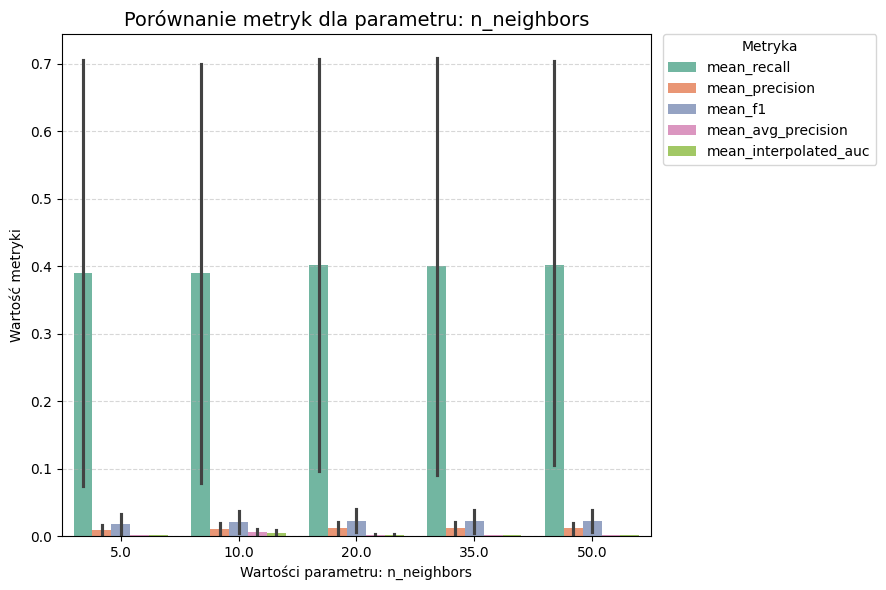 Porównanie metryk dla parametru: n_neighbors
Metryka
mean_recall
mean_precision
mean_f1
mean_avg_precision
mean_interpolated_auc
Wartość metryki
0.7
0.6
0.5
0.4
0.3
0.2
0.1
0.0
5.0 10.0 20.0 35.0 50.0
Wartości parametru: n_neighbors